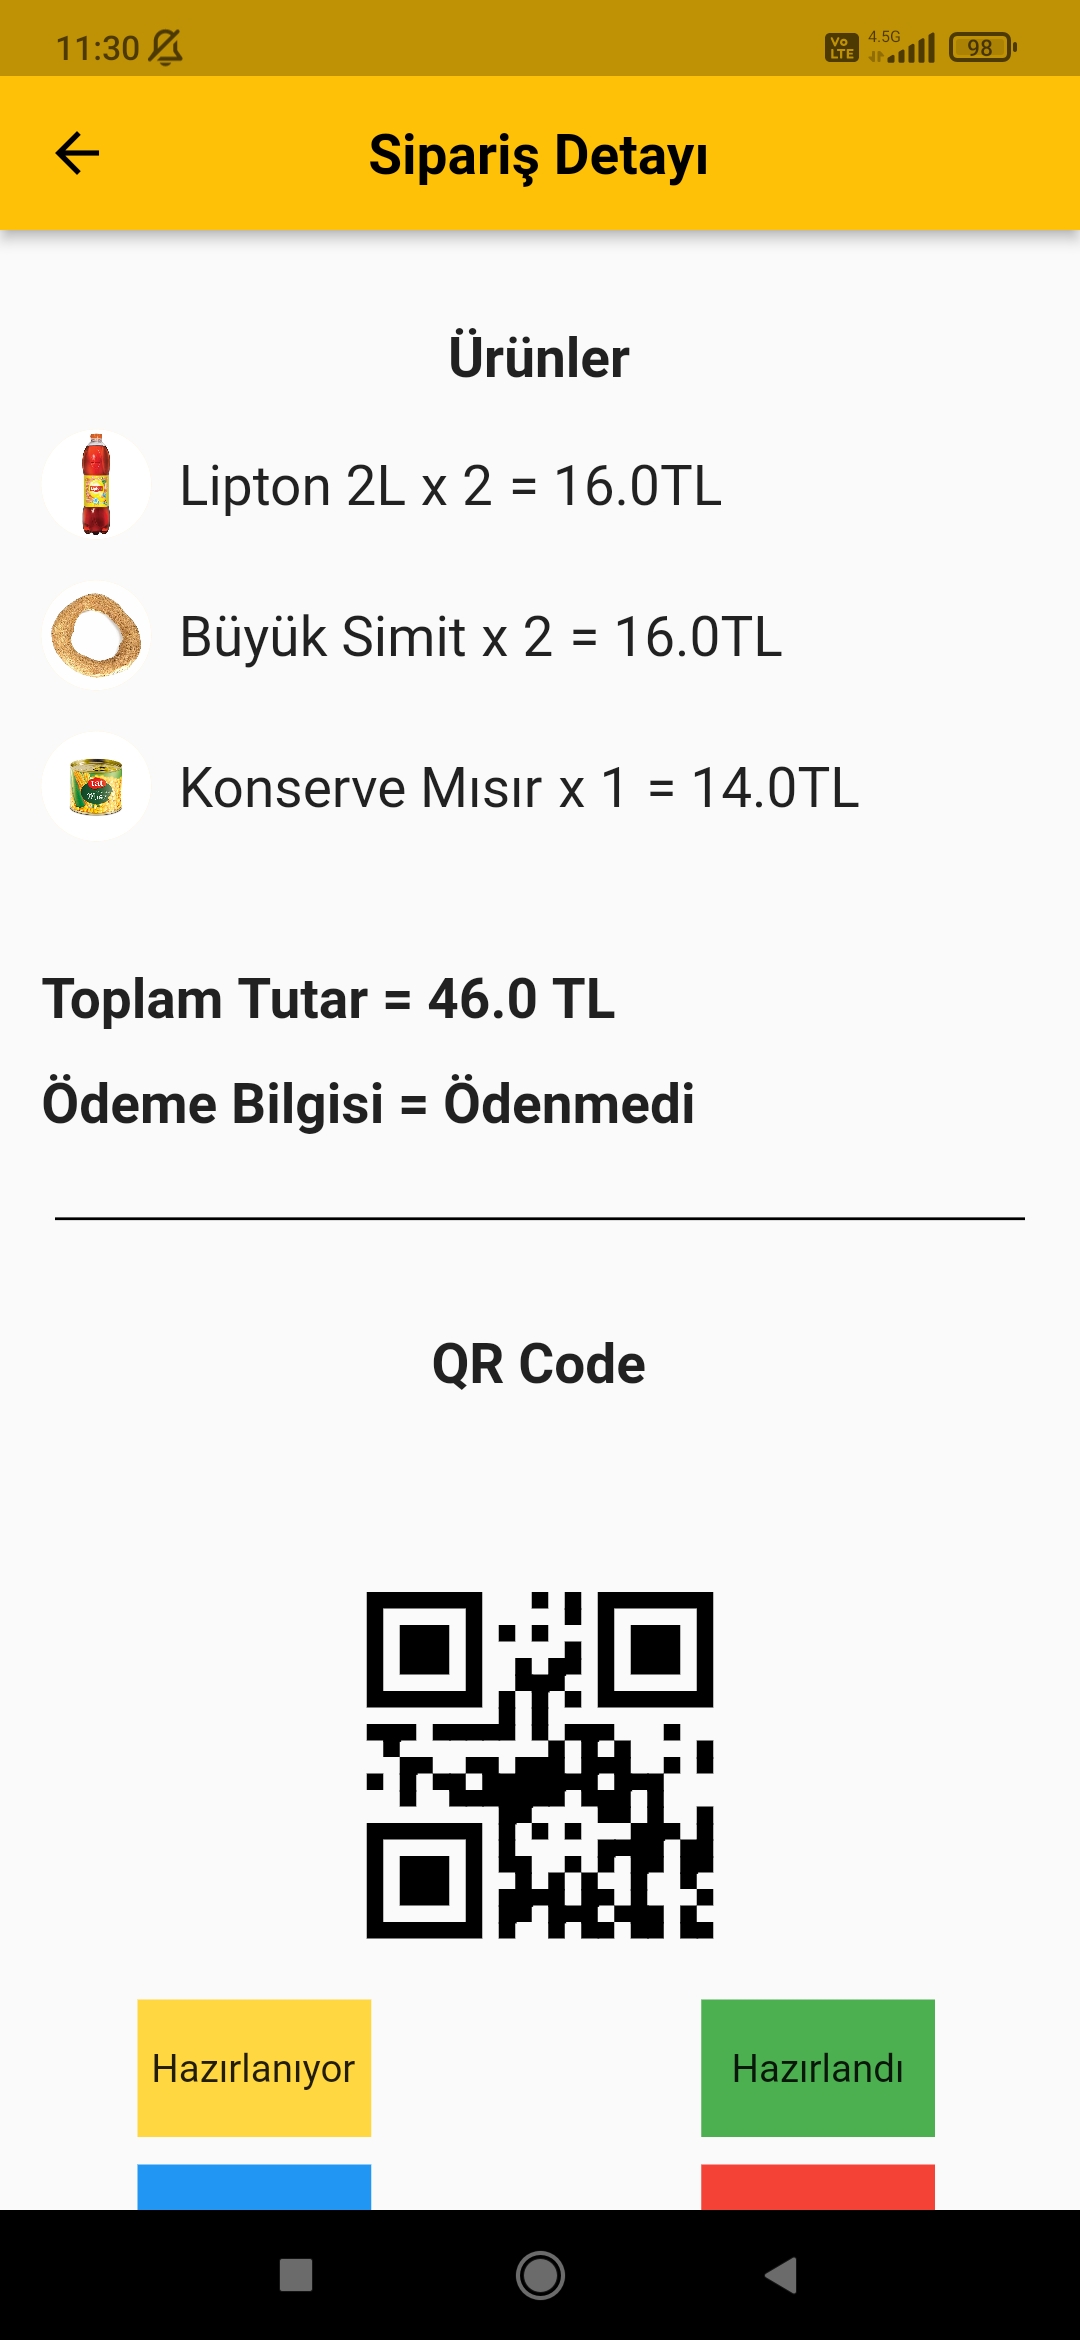 11:30
Vo LTE 4.5G 98
Sipariş Detayı
Ürünler
Lipton 2L x 2 = 16.0TL
Büyük Simit x 2 = 16.0TL
tat
Konserve Mısır x 1 = 14.0TL
Toplam Tutar = 46.0 TL
Ödeme Bilgisi = Ödenmedi
QR Code
Hazırlanıyor
Hazırlandı